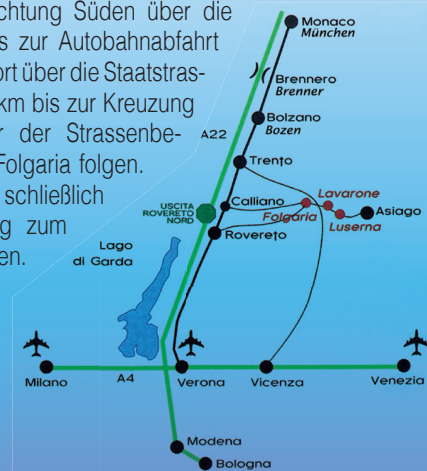 chtung Süden über die
s zur Autobahnabfahrt
ort über die Staatstras-
km bis zur Kreuzung
der Strassenbe-
Folgaria folgen.
schließlich
g zum
en.
Monaco
München
Brennero
Brenner
Bolzano
Bozen
A22
Trento
USCITA
ROVERETO
NORD
Calliano
Folgaria
Lavarone
Luserna
Asiago
Rovereto
Lago
di Garda
Milano
A4
Verona
Vicenza
Venezia
Modena
Bologna